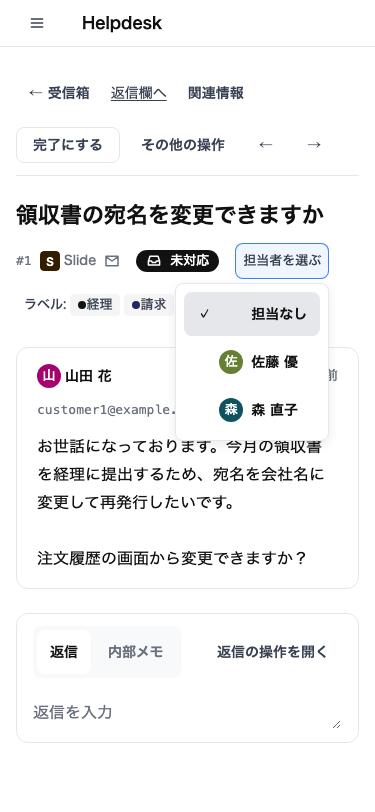 Helpdesk
← 受信箱 返信欄へ 関連情報
完了にする その他の操作 ← →
領収書の宛名を変更できますか
#1 S Slide 未対応 担当者を選ぶ
ラベル: 経理 請求
✓ 担当なし
佐 佐藤 優
森 森 直子
山 山田 花 前
customer1@example.
お世話になっております。今月の領収書
を経理に提出するため、宛名を会社名に
変更して再発行したいです。
注文履歴の画面から変更できますか？
返信 内部メモ 返信の操作を開く
返信を入力